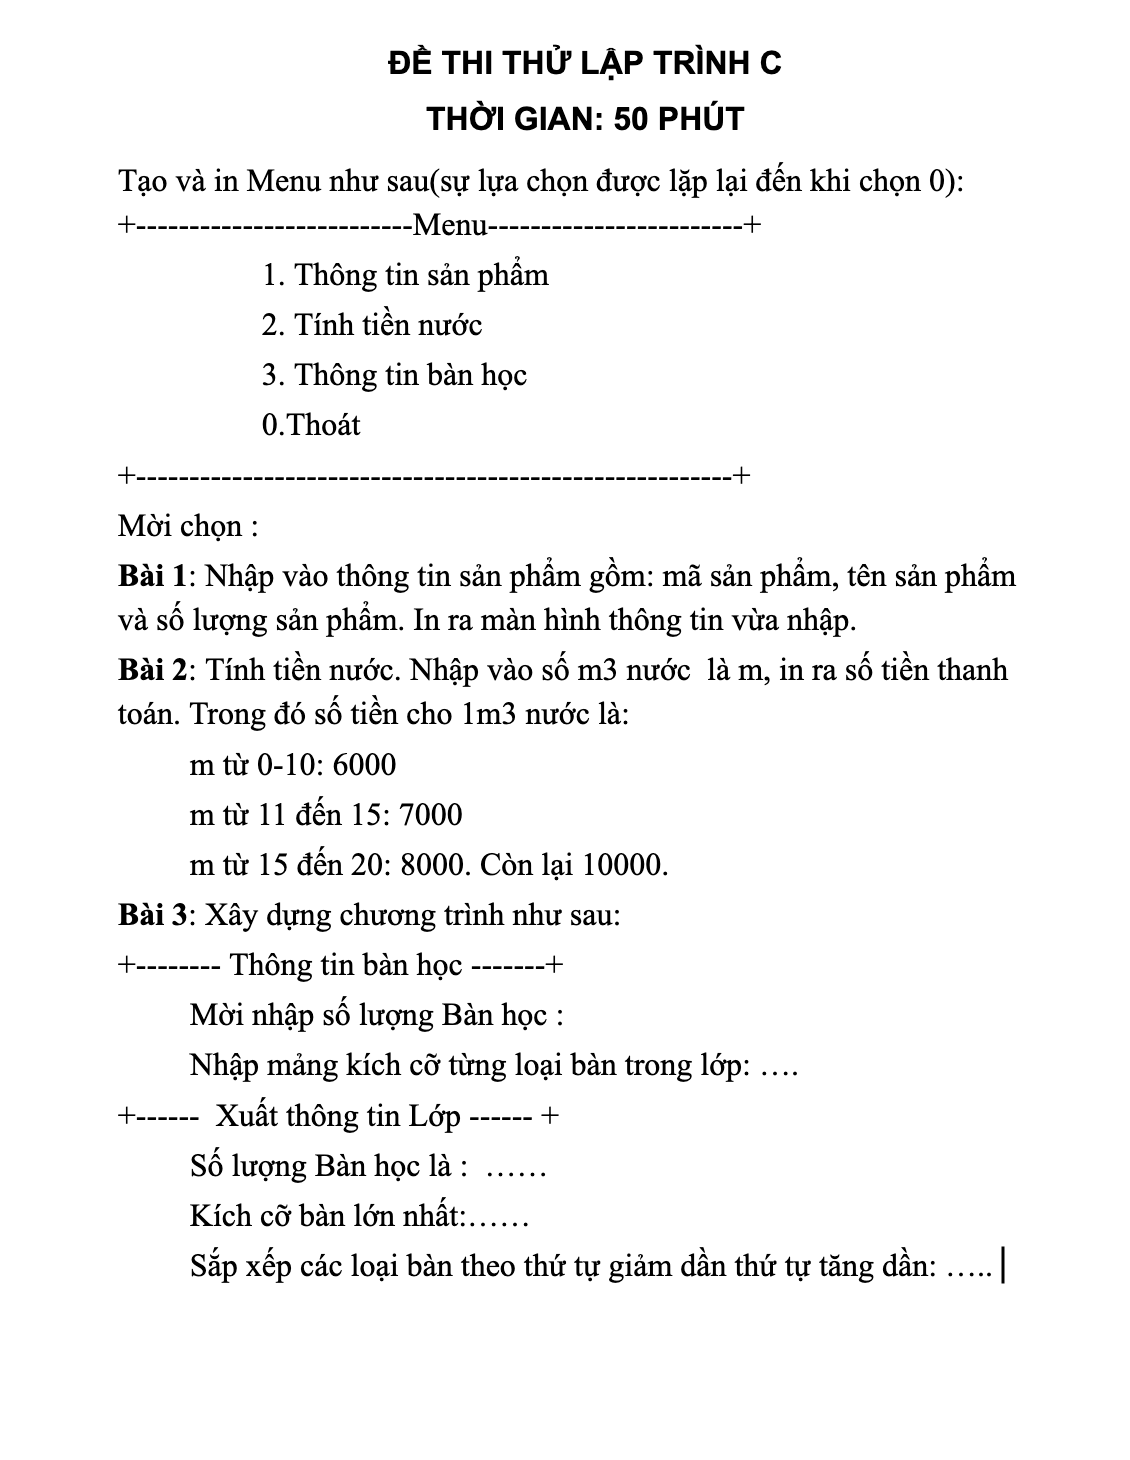 ĐỀ THI THỬ LẬP TRÌNH C
THỜI GIAN: 50 PHÚT
Tạo và in Menu như sau(sự lựa chọn được lặp lại đến khi chọn 0):
+--------------------------Menu------------------------+
1. Thông tin sản phẩm
2. Tính tiền nước
3. Thông tin bàn học
0.Thoát
+--------------------------------------------------------+
Mời chọn :
Bài 1: Nhập vào thông tin sản phẩm gồm: mã sản phẩm, tên sản phẩm
và số lượng sản phẩm. In ra màn hình thông tin vừa nhập.
Bài 2: Tính tiền nước. Nhập vào số m3 nước  là m, in ra số tiền thanh
toán. Trong đó số tiền cho 1m3 nước là:
m từ 0-10: 6000
m từ 11 đến 15: 7000
m từ 15 đến 20: 8000. Còn lại 10000.
Bài 3: Xây dựng chương trình như sau:
+-------- Thông tin bàn học -------+
Mời nhập số lượng Bàn học :
Nhập mảng kích cỡ từng loại bàn trong lớp: ….
+------  Xuất thông tin Lớp ------ +
Số lượng Bàn học là :  ……
Kích cỡ bàn lớn nhất:……
Sắp xếp các loại bàn theo thứ tự giảm dần thứ tự tăng dần: …..